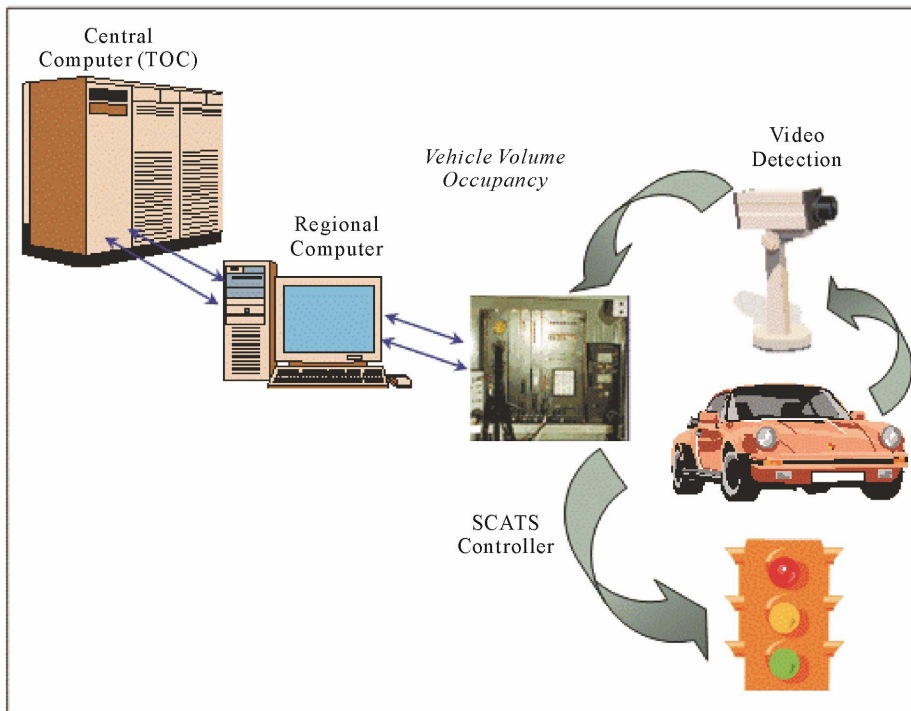 Central
Computer (TOC)
Vehicle Volume
Occupancy
Video
Detection
Regional
Computer
SCATS
Controller